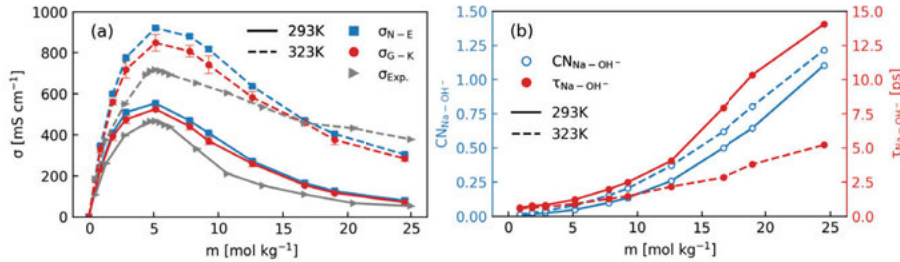 (a)
293K
323K
σN−E
σG−K
σExp.
σ [mS cm⁻¹]
1000
800
600
400
200
0
0 5 10 15 20 25
m [mol kg⁻¹]
(b)
CNNa−OH⁻
τNa−OH⁻
293K
323K
CNNa−OH⁻
1.50
1.25
1.00
0.75
0.50
0.25
0.00
0 5 10 15 20 25
m [mol kg⁻¹]
15.0
12.5
10.0
7.5
5.0
2.5
0.0
τNa−OH⁻ [ps]